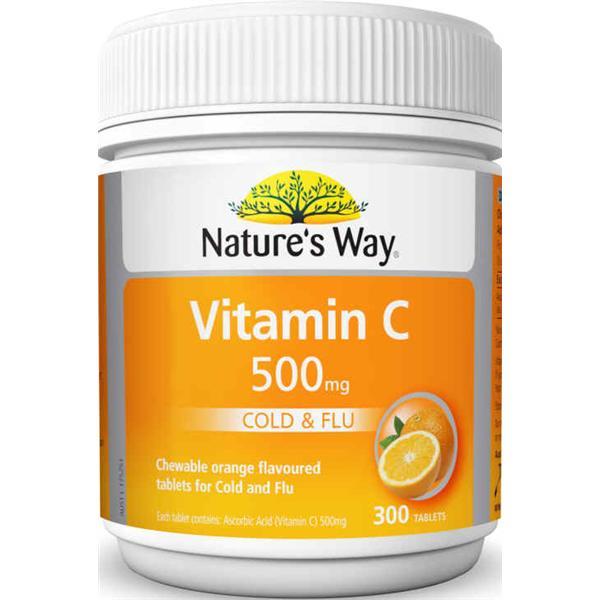 Nature's Way®
Vitamin C
500mg
COLD & FLU
Chewable orange flavoured
tablets for Cold and Flu
Each tablet contains: Ascorbic Acid (Vitamin C) 500mg
300 TABLETS